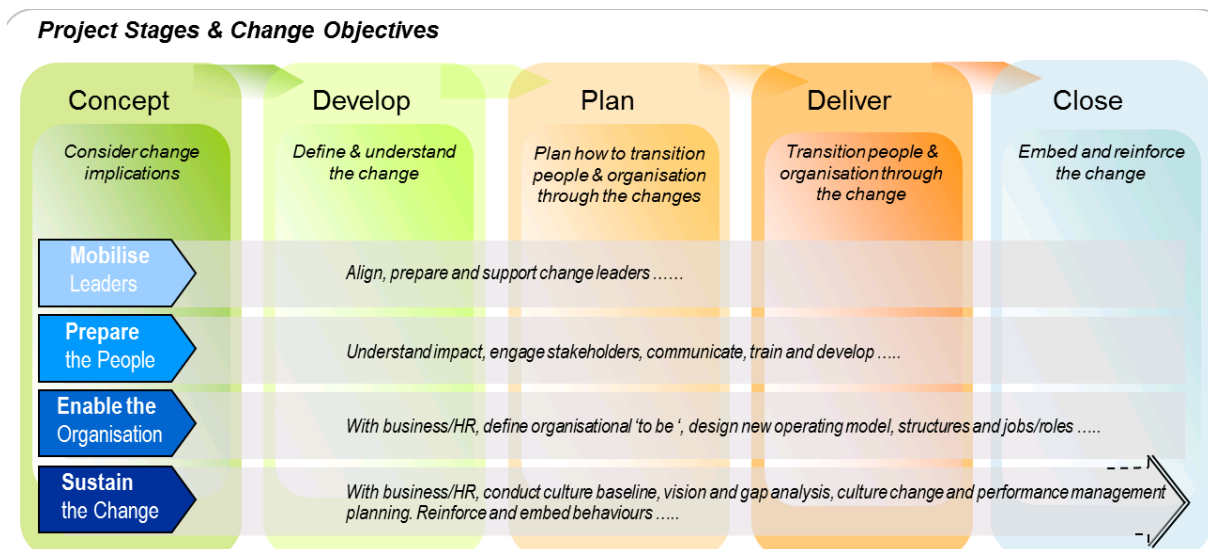 Project Stages & Change Objectives
Concept
Develop
Plan
Deliver
Close
Consider change
implications
Define & understand
the change
Plan how to transition
people & organisation
through the changes
Transition people &
organisation through
the change
Embed and reinforce
the change
Mobilise
Leaders
Align, prepare and support change leaders ……
Prepare
the People
Understand impact, engage stakeholders, communicate, train and develop …..
Enable the
Organisation
With business/HR, define organisational ‘to be ‘, design new operating model, structures and jobs/roles …..
Sustain
the Change
With business/HR, conduct culture baseline, vision and gap analysis, culture change and performance management
planning. Reinforce and embed behaviours …..